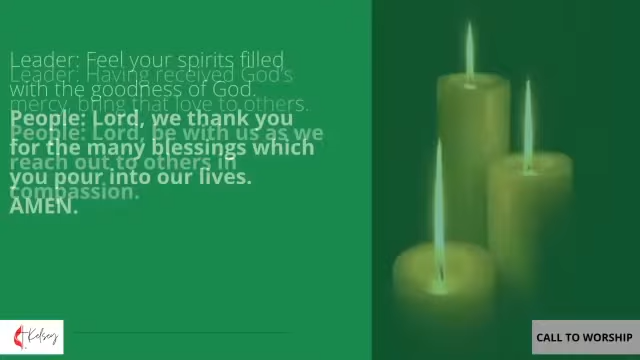 Leader: Feel your spirits filled
with the goodness of God.
People: Lord, we thank you
for the many blessings which
you pour into our lives.
AMEN.
Leader: Having received God's
mercy, bring that love to others.
People: Lord, be with us as we
reach out to others in
compassion.
Kelsey
CALL TO WORSHIP